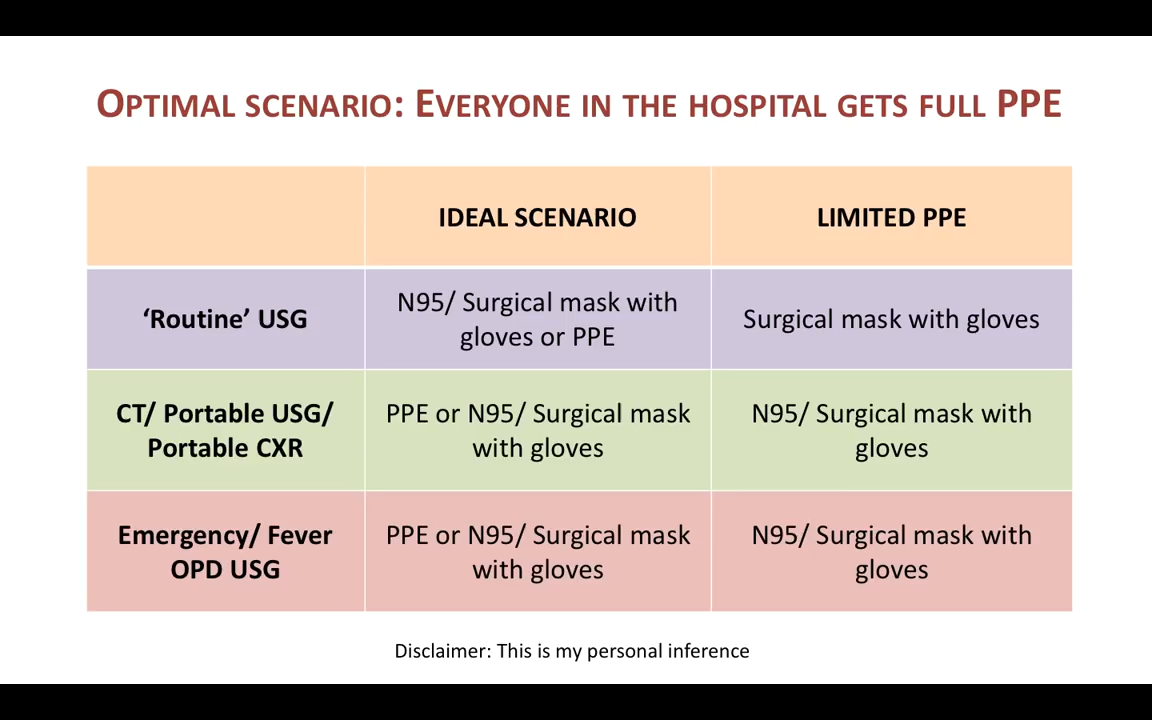 OPTIMAL SCENARIO: EVERYONE IN THE HOSPITAL GETS FULL PPE
IDEAL SCENARIO
LIMITED PPE
‘Routine’ USG
N95/ Surgical mask with
gloves or PPE
Surgical mask with gloves
CT/ Portable USG/
Portable CXR
PPE or N95/ Surgical mask
with gloves
N95/ Surgical mask with
gloves
Emergency/ Fever
OPD USG
PPE or N95/ Surgical mask
with gloves
N95/ Surgical mask with
gloves
Disclaimer: This is my personal inference